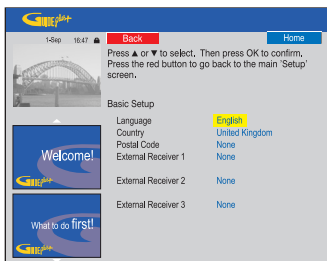 GUIDE Plus+
1-Sep 16:47 Back Home
Press ▲ or ▼ to select, Then press OK to confirm.
Press the red button to go back to the main 'Setup'
screen.
Basic Setup
Language English
Country United Kingdom
Postal Code None
External Receiver 1 None
External Receiver 2 None
External Receiver 3 None
Welcome!
GUIDE Plus+
What to do first!
GUIDE Plus+